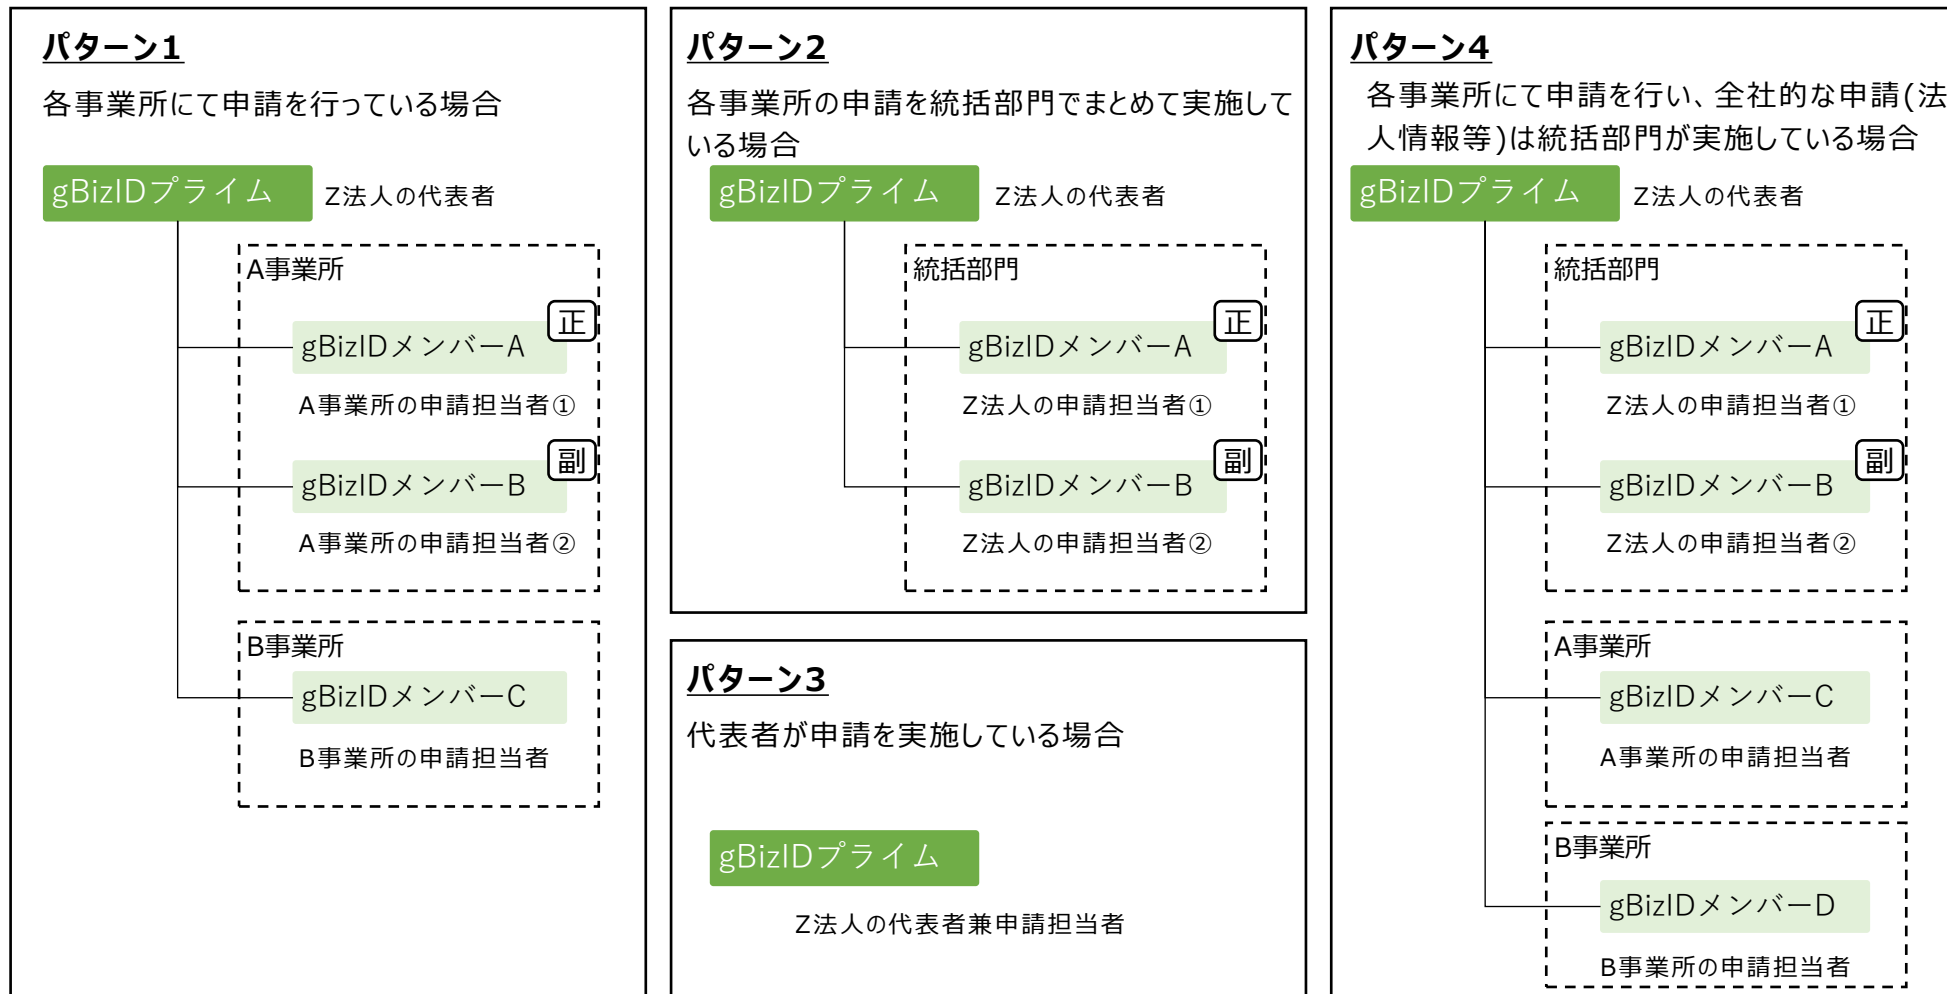 パターン1
各事業所にて申請を行っている場合
gBizIDプライム
Z法人の代表者
A事業所
正
gBizIDメンバーA
A事業所の申請担当者①
副
gBizIDメンバーB
A事業所の申請担当者②
B事業所
gBizIDメンバーC
B事業所の申請担当者
パターン2
各事業所の申請を統括部門でまとめて実施して
いる場合
gBizIDプライム
Z法人の代表者
統括部門
正
gBizIDメンバーA
Z法人の申請担当者①
副
gBizIDメンバーB
Z法人の申請担当者②
パターン3
代表者が申請を実施している場合
gBizIDプライム
Z法人の代表者兼申請担当者
パターン4
各事業所にて申請を行い、全社的な申請(法
人情報等)は統括部門が実施している場合
gBizIDプライム
Z法人の代表者
統括部門
正
gBizIDメンバーA
Z法人の申請担当者①
副
gBizIDメンバーB
Z法人の申請担当者②
A事業所
gBizIDメンバーC
A事業所の申請担当者
B事業所
gBizIDメンバーD
B事業所の申請担当者